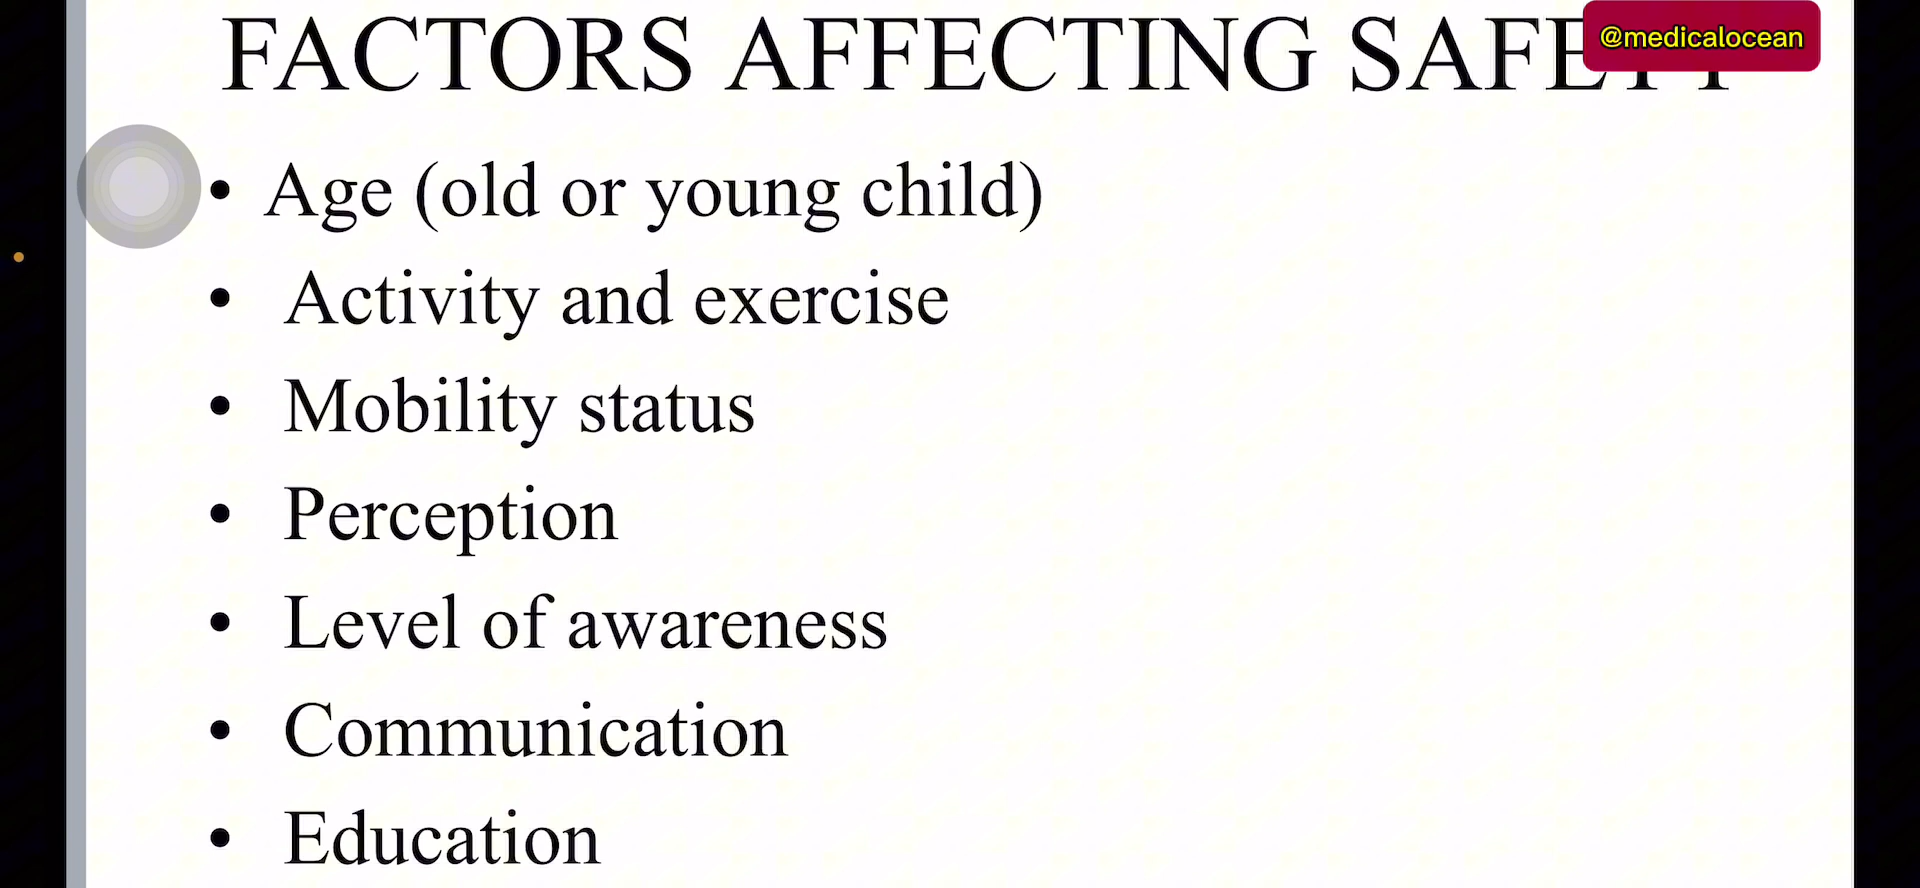 FACTORS AFFECTING SAFETY
@medicalocean
• Age (old or young child)
• Activity and exercise
• Mobility status
• Perception
• Level of awareness
• Communication
• Education